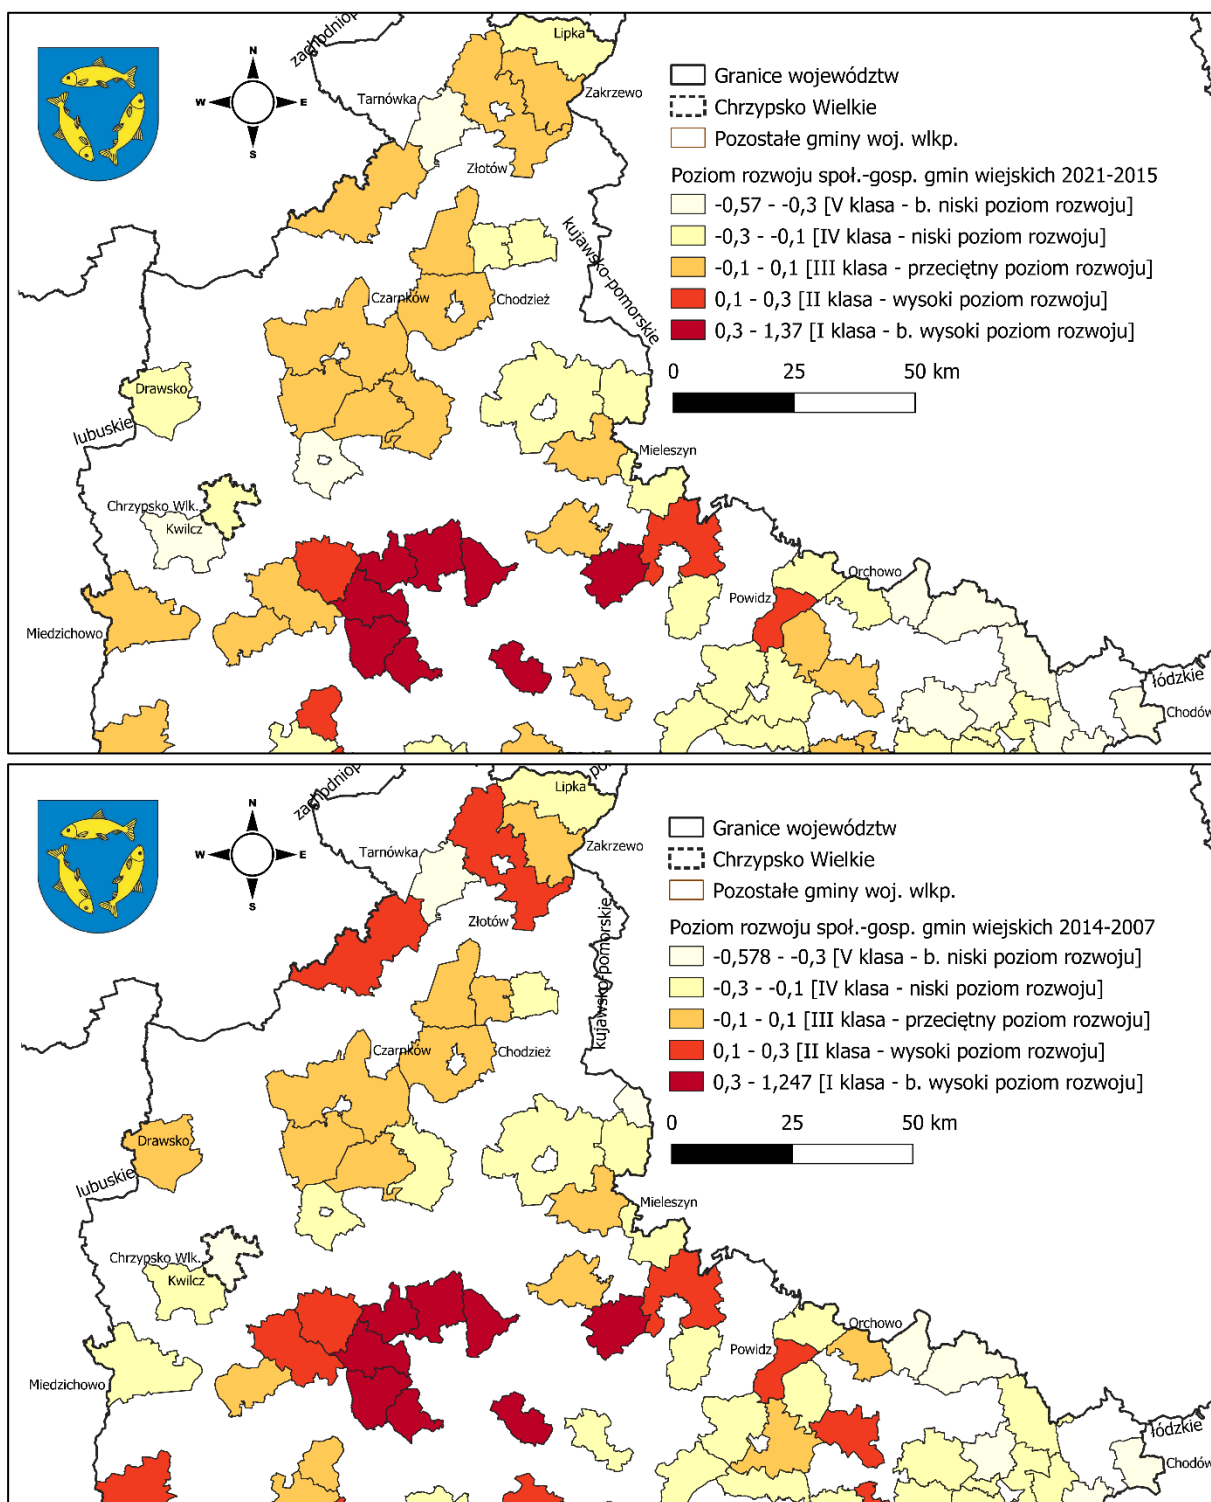 zachodniop
Lipka
N
W
E
S
Tarnówka
Zakrzewo
Złotów
Granice województw
Chrzypsko Wielkie
Pozostałe gminy woj. wlkp.
Poziom rozwoju społ.-gosp. gmin wiejskich 2021-2015
-0,57 - -0,3 [V klasa - b. niski poziom rozwoju]
-0,3 - -0,1 [IV klasa - niski poziom rozwoju]
-0,1 - 0,1 [III klasa - przeciętny poziom rozwoju]
0,1 - 0,3 [II klasa - wysoki poziom rozwoju]
0,3 - 1,37 [I klasa - b. wysoki poziom rozwoju]
0 25 50 km
kujawsko-pomorskie
Czarnków
Chodzież
Drawsko
lubuskie
Mieleszyn
Chrzypsko Wlk.
Kwilcz
Orchowo
Powidz
Miedzichowo
łódzkie
Chodów
zachodniop
po
Lipka
N
W
E
S
Tarnówka
Zakrzewo
Złotów
Granice województw
Chrzypsko Wielkie
Pozostałe gminy woj. wlkp.
Poziom rozwoju społ.-gosp. gmin wiejskich 2014-2007
-0,578 - -0,3 [V klasa - b. niski poziom rozwoju]
-0,3 - -0,1 [IV klasa - niski poziom rozwoju]
-0,1 - 0,1 [III klasa - przeciętny poziom rozwoju]
0,1 - 0,3 [II klasa - wysoki poziom rozwoju]
0,3 - 1,247 [I klasa - b. wysoki poziom rozwoju]
0 25 50 km
kujawsko-pomorskie
Czarnków
Chodzież
Drawsko
lubuskie
Mieleszyn
Chrzypsko Wlk.
Kwilcz
Orchowo
Powidz
Miedzichowo
łódzkie
Chodów